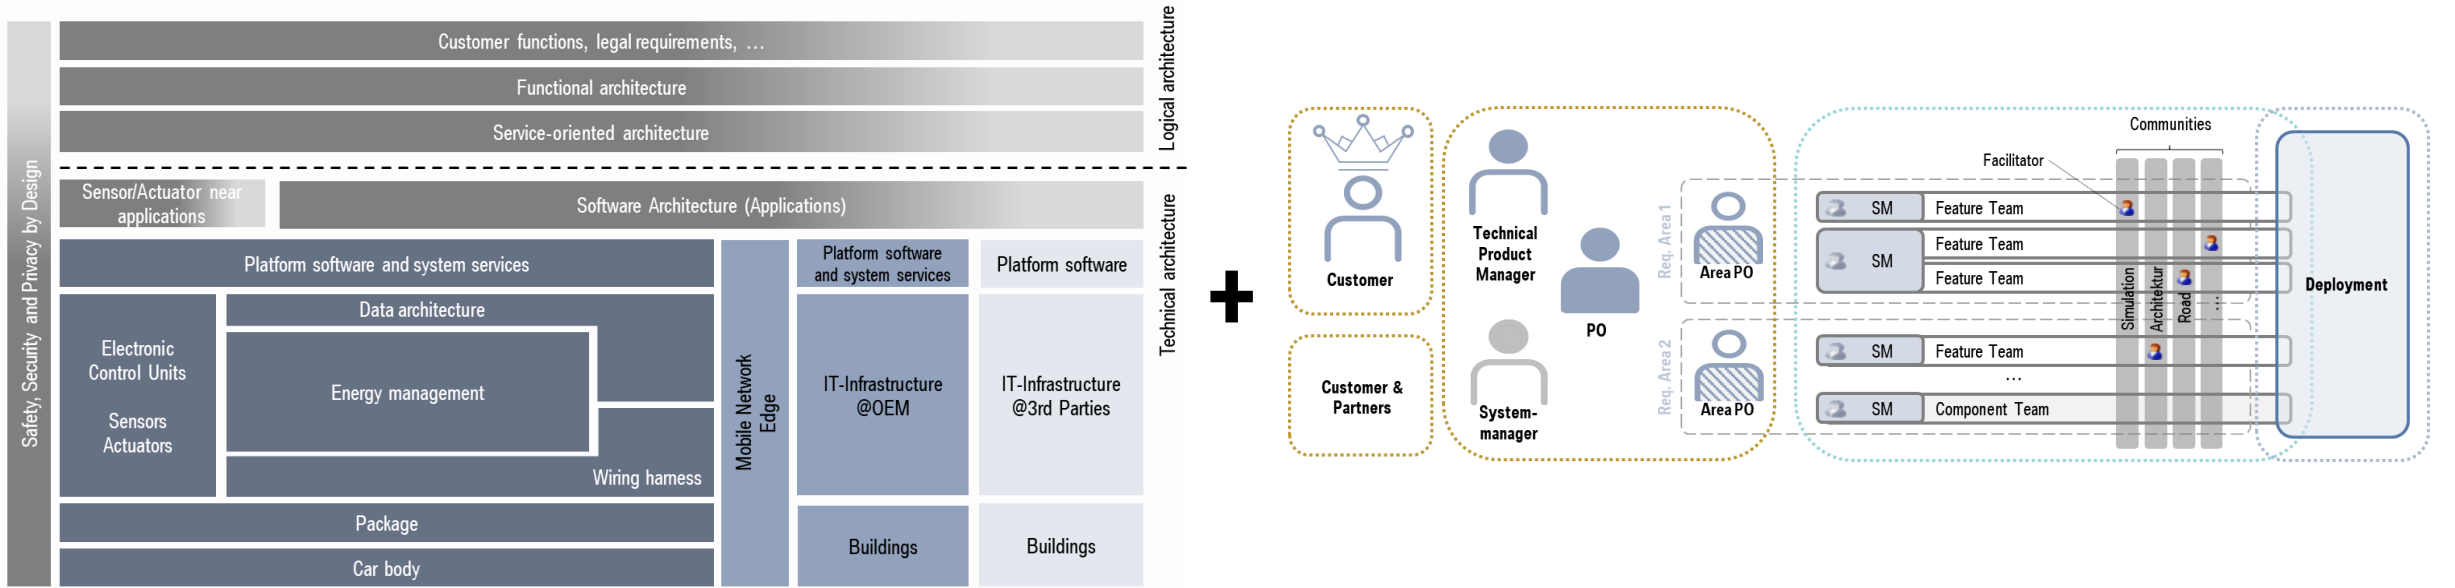 Safety, Security and Privacy by Design
Customer functions, legal requirements, …
Functional architecture
Service-oriented architecture
Logical architecture
Sensor/Actuator near
applications
Software Architecture (Applications)
Technical architecture
Platform software and system services
Data architecture
Electronic
Control Units
Sensors
Actuators
Energy management
Wiring harness
Package
Car body
Mobile Network
Edge
Platform software
and system services
IT-Infrastructure
@OEM
Buildings
Platform software
IT-Infrastructure
@3rd Parties
Buildings
Customer
Customer &
Partners
Technical
Product
Manager
System-
manager
PO
Req. Area 1
Area PO
Req. Area 2
Area PO
Communities
Facilitator
SM
Feature Team
SM
Feature Team
Feature Team
SM
Feature Team
…
SM
Component Team
Simulation
Architektur
Road
…
Deployment